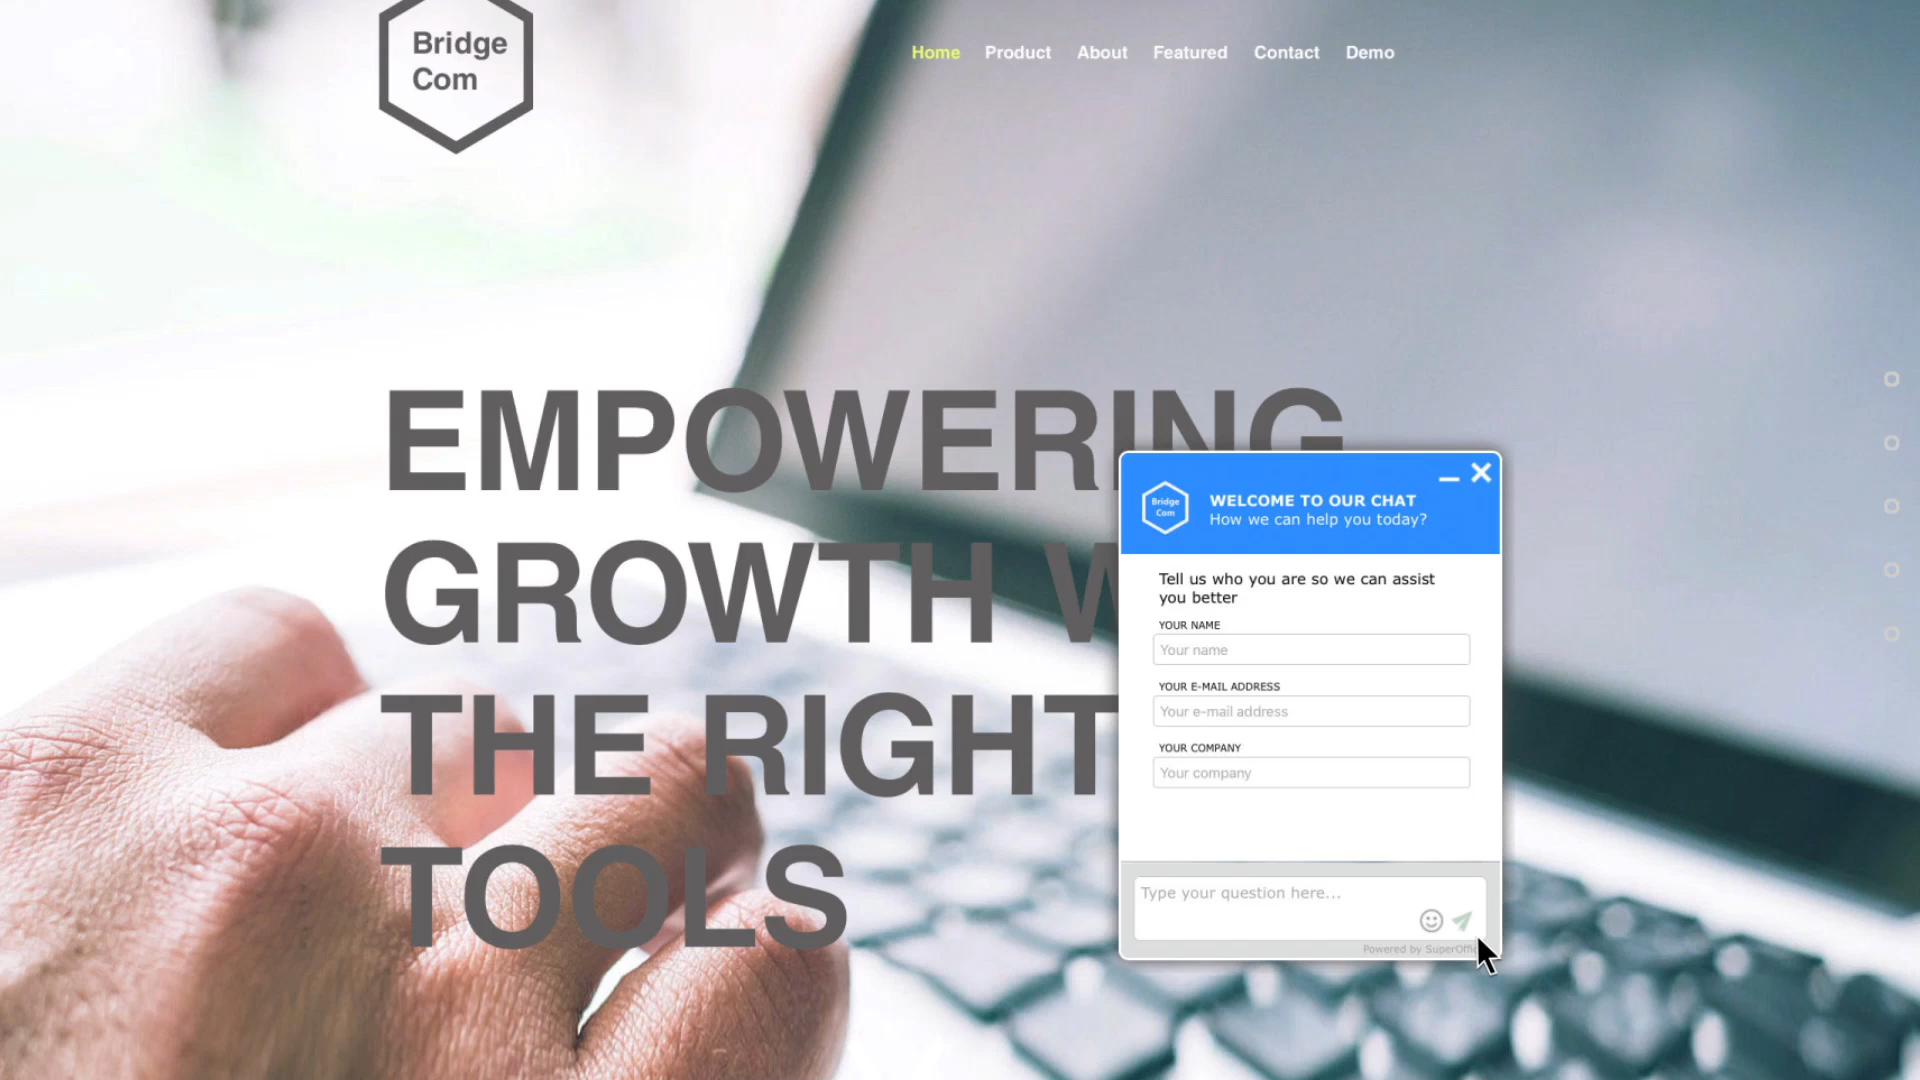 Bridge
Com
Home Product About Featured Contact Demo
EMPOWERING
GROWTH W
THE RIGHT
TOOLS
Bridge
Com
WELCOME TO OUR CHAT
How we can help you today?
Tell us who you are so we can assist
you better
YOUR NAME
Your name
YOUR E-MAIL ADDRESS
Your e-mail address
YOUR COMPANY
Your company
Type your question here...
Powered by